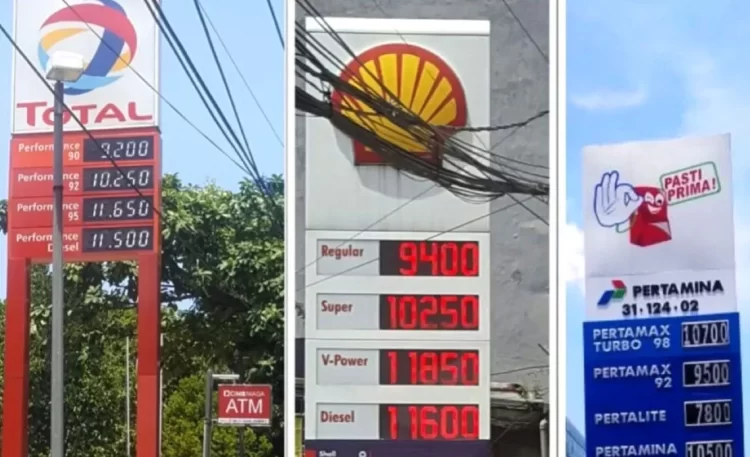 TOTAL
Performance
90 9.200
Performance
92 10.250
Performance
95 11.650
Performance
Diesel 11.500
ATM
Regular 9400
Super 10250
V-Power 11850
Diesel 11600
Shell
PASTI
PRIMA!
PERTAMINA
31·124·02
PERTAMAX
TURBO 98 10700
PERTAMAX
92 9500
PERTALITE 7800
PERTAMINA 10500